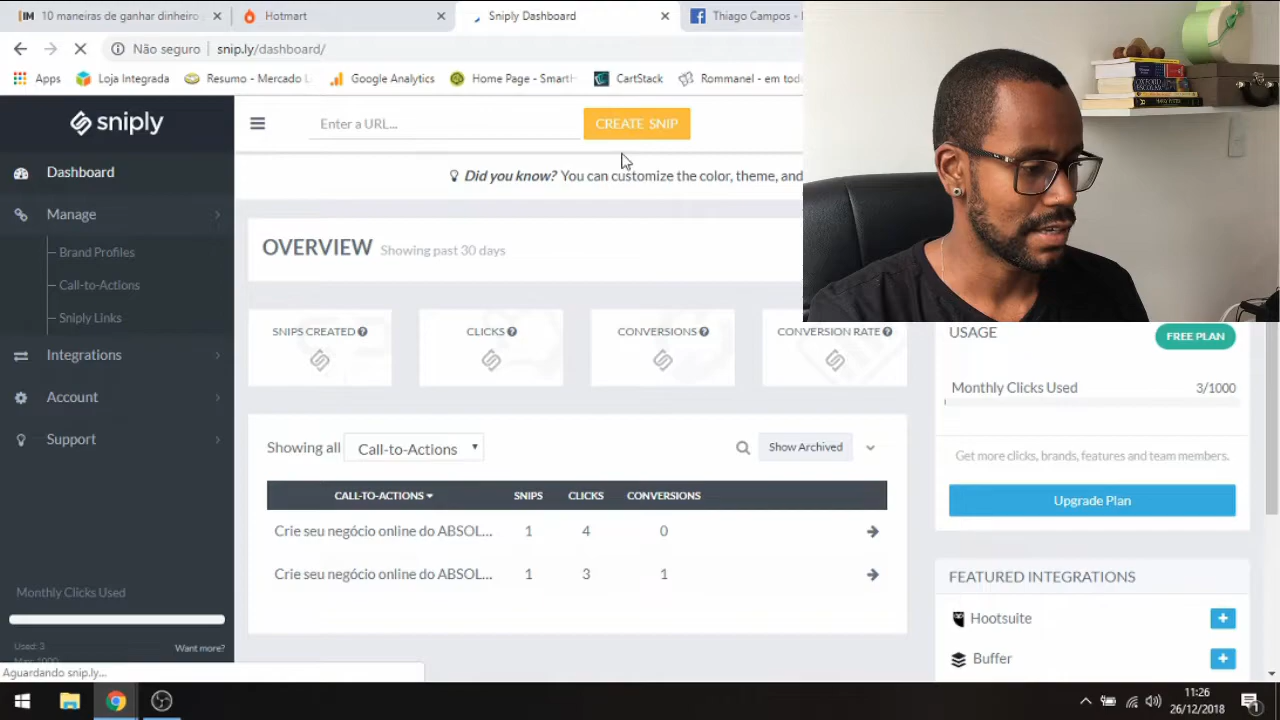 10 maneiras de ganhar dinheiro
Hotmart
Sniply Dashboard
Thiago Campos -
Não seguro
snip.ly/dashboard/
Apps
Loja Integrada
Resumo - Mercado L
Google Analytics
Home Page - SmartH
CartStack
Rommanel - em tod
sniply
Enter a URL...
CREATE SNIP
Did you know? You can customize the color, theme, and
Dashboard
Manage
Brand Profiles
Call-to-Actions
Sniply Links
Integrations
Account
Support
Monthly Clicks Used
Used: 3
Max: 1000
Want more?
OVERVIEW Showing past 30 days
SNIPS CREATED
CLICKS
CONVERSIONS
CONVERSION RATE
Showing all Call-to-Actions
Show Archived
CALL-TO-ACTIONS SNIPS CLICKS CONVERSIONS
Crie seu negócio online do ABSOL... 1 4 0
Crie seu negócio online do ABSOL... 1 3 1
USAGE
FREE PLAN
Monthly Clicks Used 3/1000
Get more clicks, brands, features and team members.
Upgrade Plan
FEATURED INTEGRATIONS
Hootsuite
Buffer
Aguardando snip.ly...
11:26
26/12/2018
1